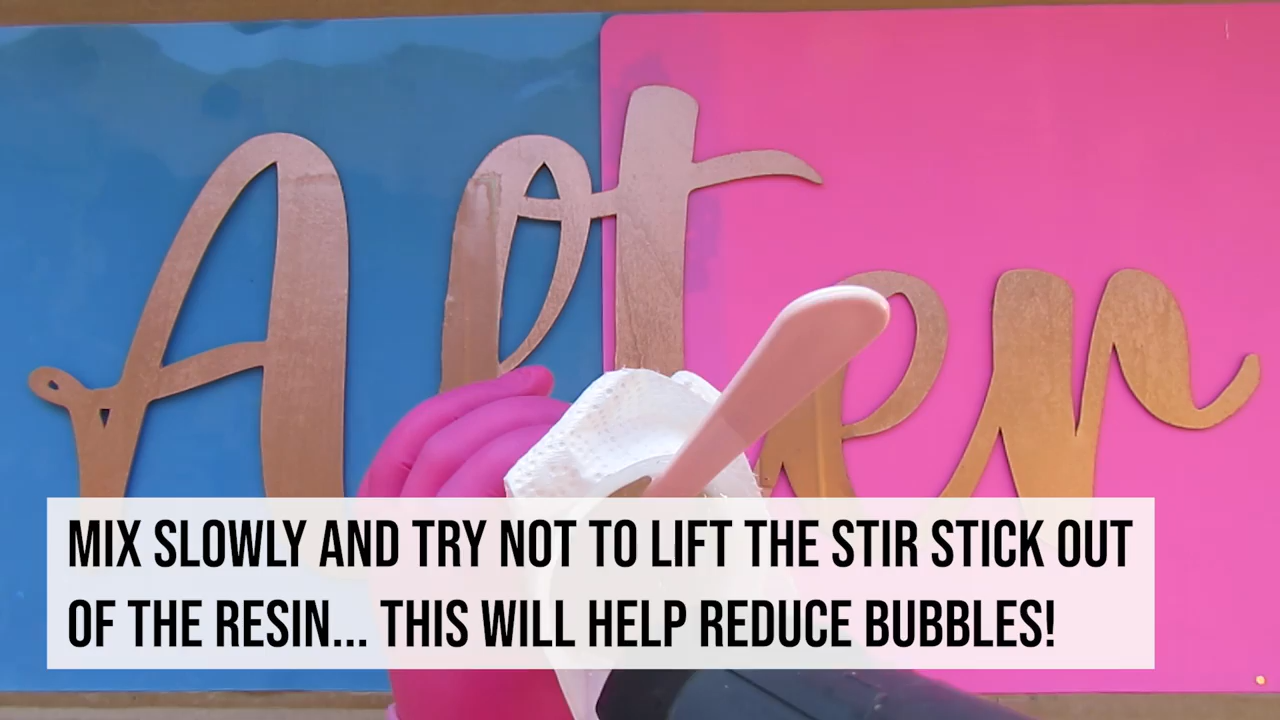 After
MIX SLOWLY AND TRY NOT TO LIFT THE STIR STICK OUT
OF THE RESIN... THIS WILL HELP REDUCE BUBBLES!